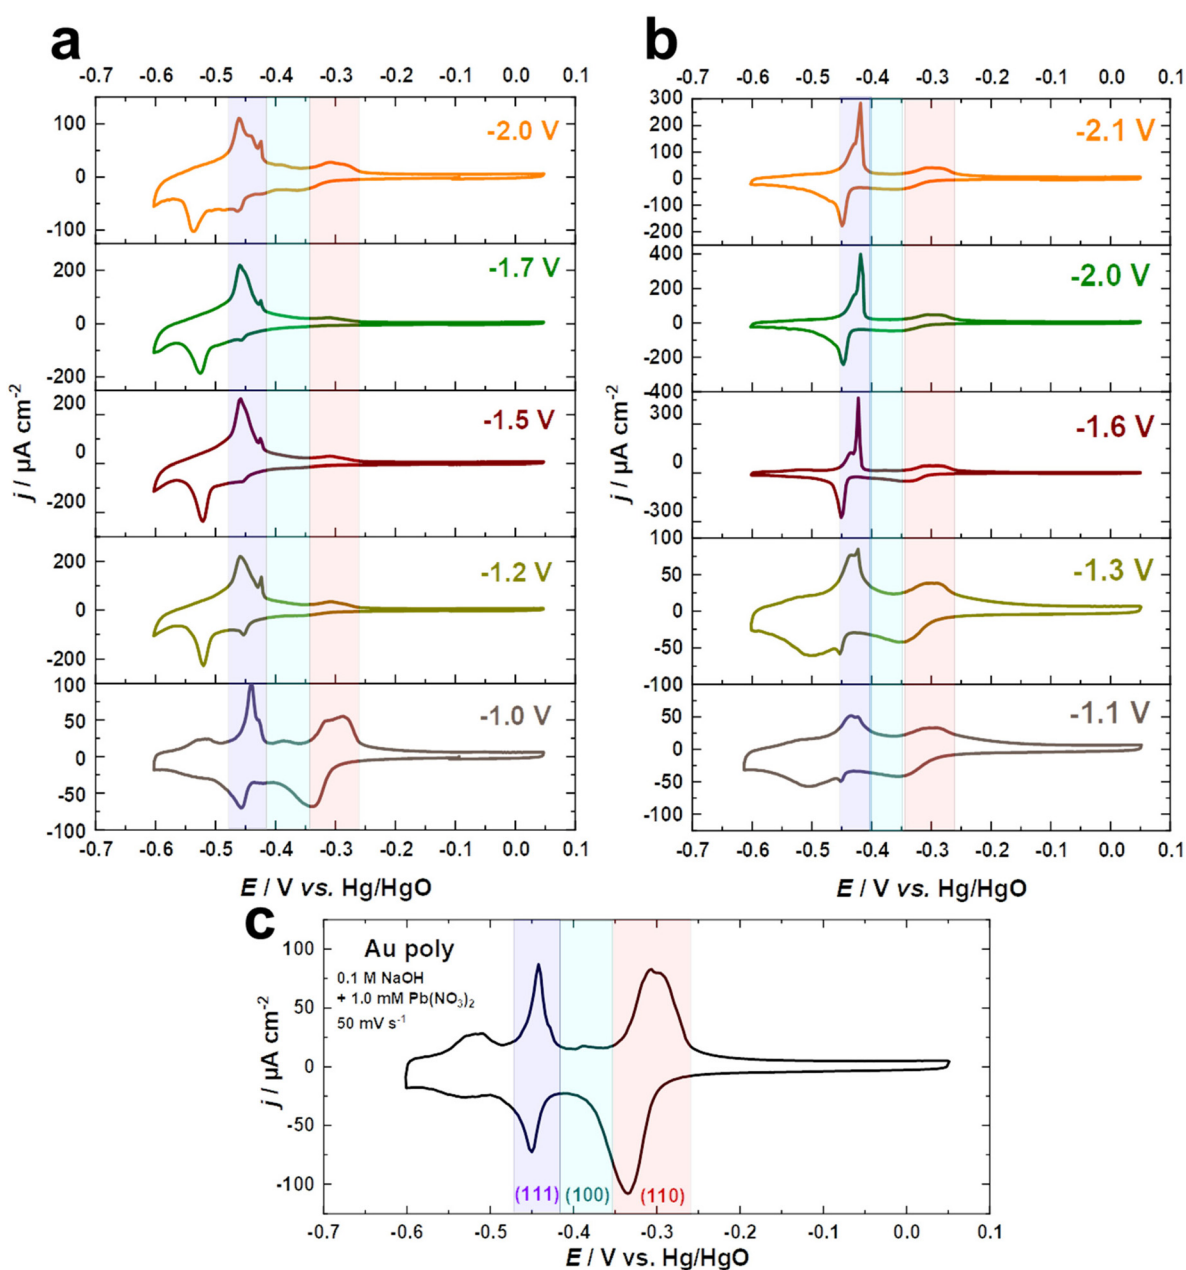 a
-0.7 -0.6 -0.5 -0.4 -0.3 -0.2 -0.1 0.0 0.1
100
0
-100
-2.0 V
200
0
-200
-1.7 V
200
0
-200
-1.5 V
200
0
-200
-1.2 V
100
50
0
-50
-100
-1.0 V
j / µA cm⁻²
-0.7 -0.6 -0.5 -0.4 -0.3 -0.2 -0.1 0.0 0.1
E / V vs. Hg/HgO
b
-0.7 -0.6 -0.5 -0.4 -0.3 -0.2 -0.1 0.0 0.1
300
200
100
0
-100
-200
-2.1 V
400
200
0
-200
-400
-2.0 V
300
0
-300
-1.6 V
100
50
0
-50
-100
-1.3 V
50
0
-50
-100
-1.1 V
j / µA cm⁻²
-0.7 -0.6 -0.5 -0.4 -0.3 -0.2 -0.1 0.0 0.1
E / V vs. Hg/HgO
c
Au poly
0.1 M NaOH
+ 1.0 mM Pb(NO₃)₂
50 mV s⁻¹
100
50
0
-50
-100
j / µA cm⁻²
(111) (100) (110)
-0.7 -0.6 -0.5 -0.4 -0.3 -0.2 -0.1 0.0 0.1
E / V vs. Hg/HgO